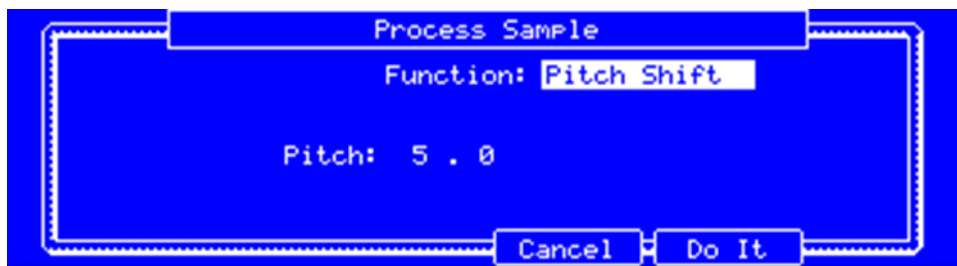 Process Sample
Function: Pitch Shift
Pitch: 5 . 0
Cancel Do It